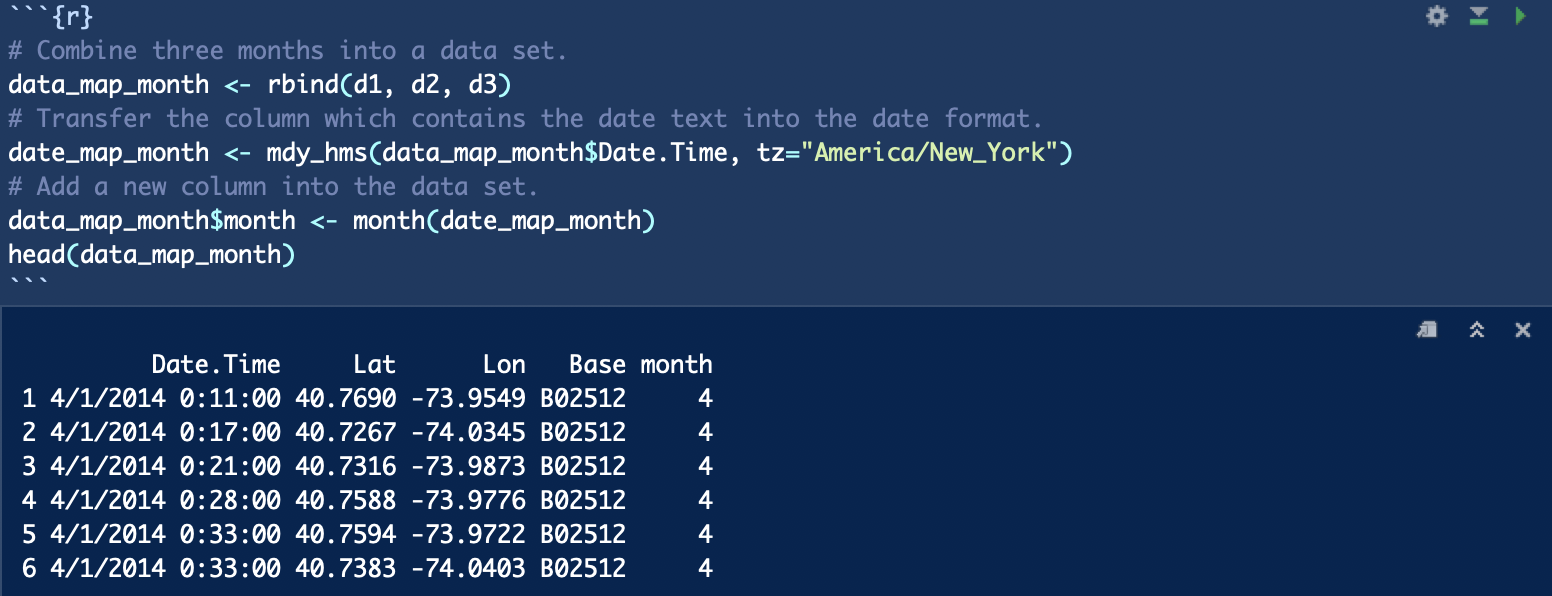 ```{r}
# Combine three months into a data set.
data_map_month <- rbind(d1, d2, d3)
# Transfer the column which contains the date text into the date format.
date_map_month <- mdy_hms(data_map_month$Date.Time, tz="America/New_York")
# Add a new column into the data set.
data_map_month$month <- month(date_map_month)
head(data_map_month)
```
Date.Time Lat Lon Base month
1 4/1/2014 0:11:00 40.7690 -73.9549 B02512 4
2 4/1/2014 0:17:00 40.7267 -74.0345 B02512 4
3 4/1/2014 0:21:00 40.7316 -73.9873 B02512 4
4 4/1/2014 0:28:00 40.7588 -73.9776 B02512 4
5 4/1/2014 0:33:00 40.7594 -73.9722 B02512 4
6 4/1/2014 0:33:00 40.7383 -74.0403 B02512 4